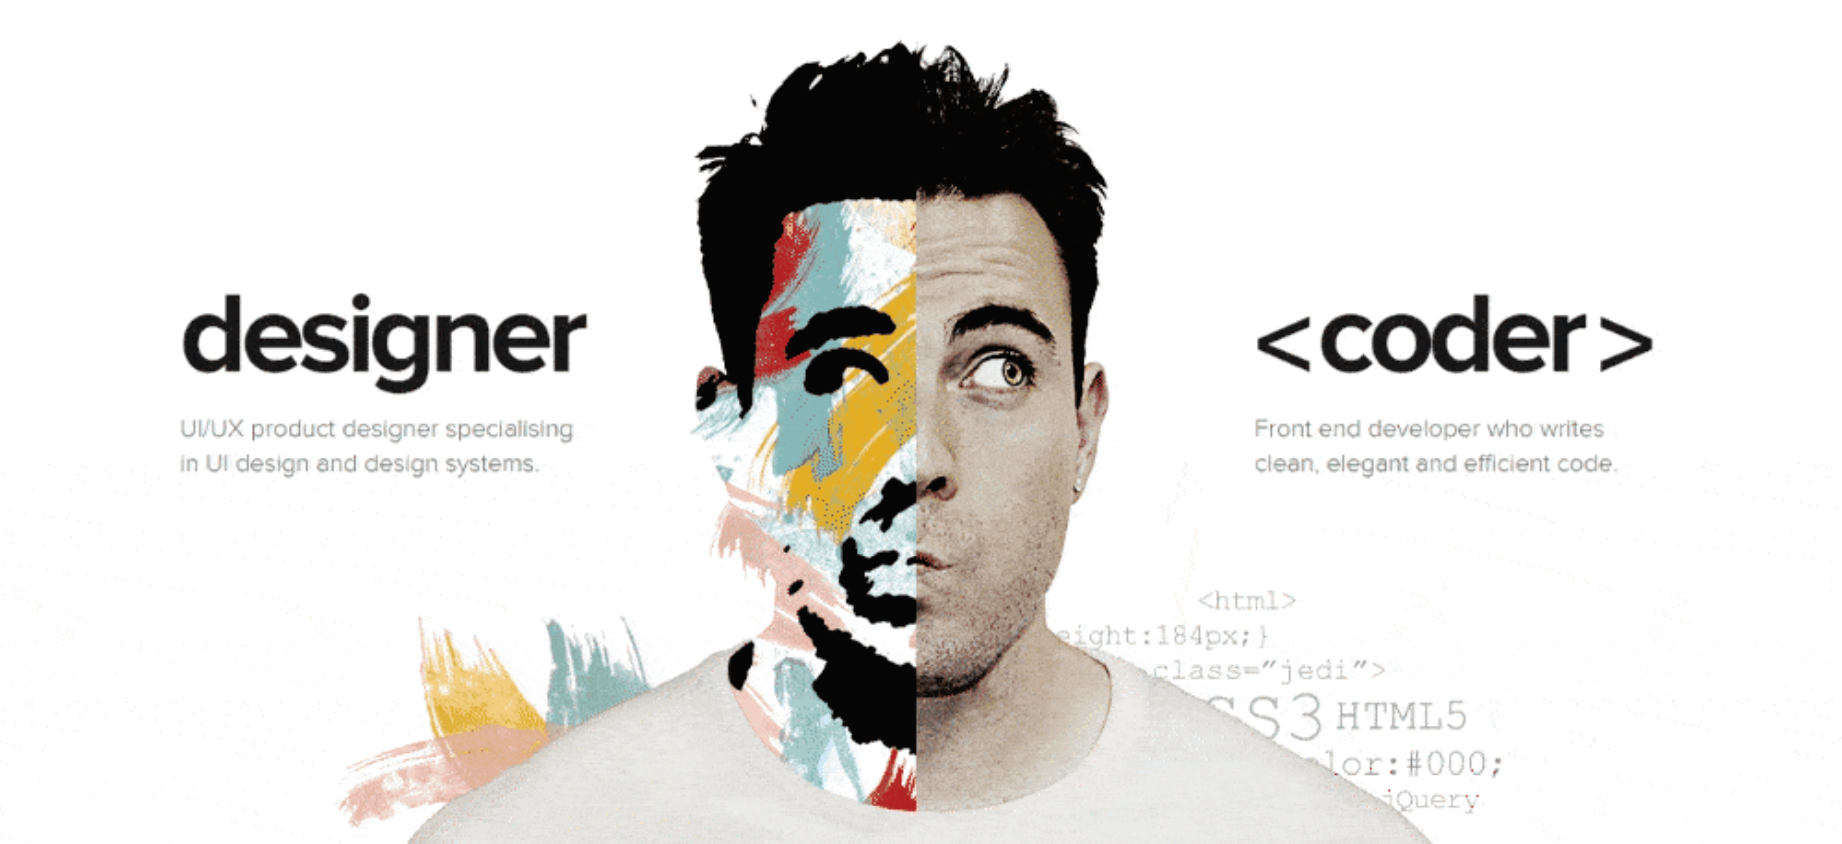 designer
UI/UX product designer specialising
in UI design and design systems.
<coder>
Front end developer who writes
clean, elegant and efficient code.
<html>
eight:184px;}
class="jedi">
SS3 HTML5
lor:#000;
jQuery